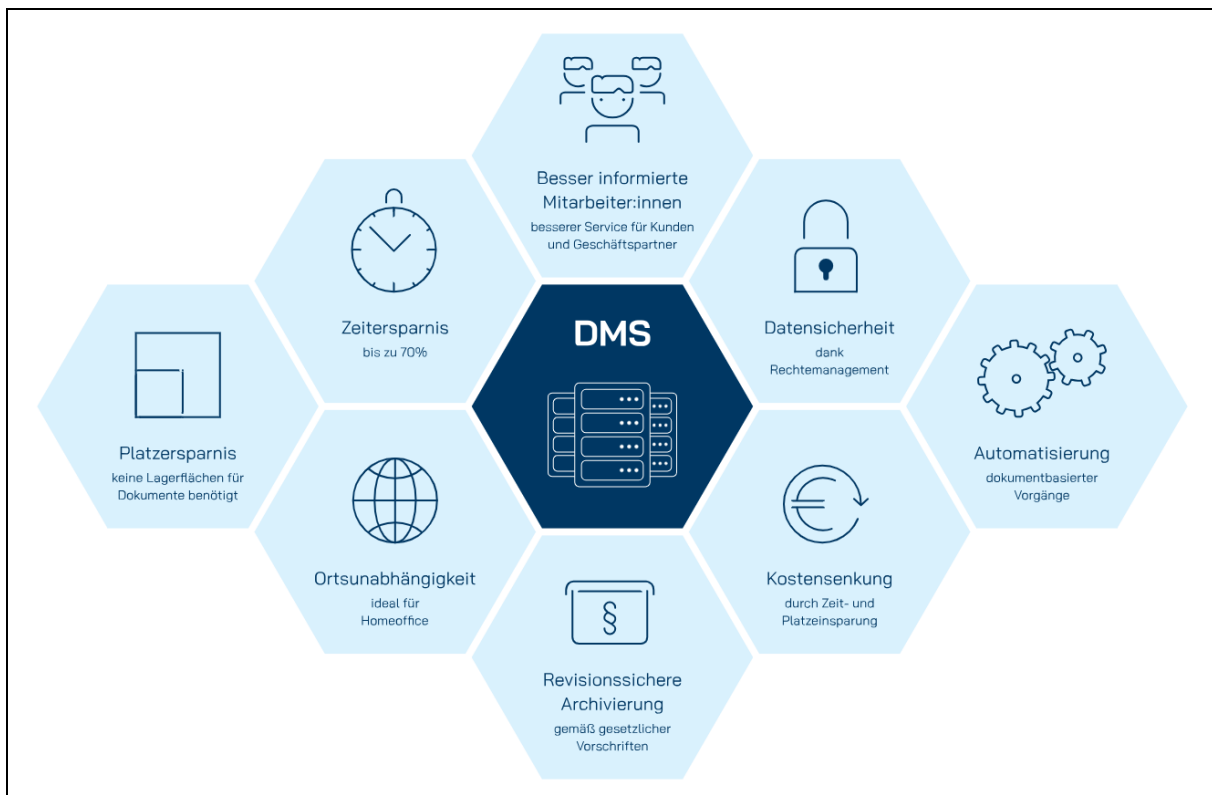 Besser informierte
Mitarbeiter:innen
besserer Service für Kunden
und Geschäftspartner
Zeitersparnis
bis zu 70%
DMS
Datensicherheit
dank
Rechtemanagement
Platzersparnis
keine Lagerflächen für
Dokumente benötigt
Automatisierung
dokumentbasierter
Vorgänge
Ortsunabhängigkeit
ideal für
Homeoffice
€
Kostensenkung
durch Zeit- und
Platzeinsparung
§
Revisionssichere
Archivierung
gemäß gesetzlicher
Vorschriften